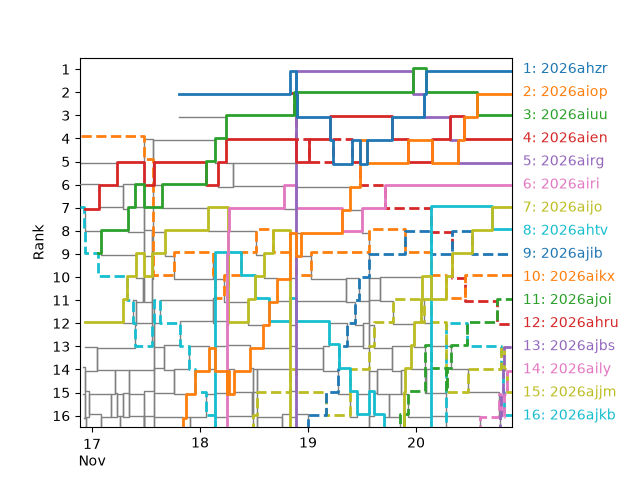 1
2
3
4
5
6
7
8
9
10
11
12
13
14
15
16
Rank
17
18
19
20
Nov
1: 2026ahzr
2: 2026aiop
3: 2026aiuu
4: 2026aien
5: 2026airg
6: 2026airi
7: 2026aijo
8: 2026ahtv
9: 2026ajib
10: 2026aikx
11: 2026ajoi
12: 2026ahru
13: 2026ajbs
14: 2026aily
15: 2026ajjm
16: 2026ajkb